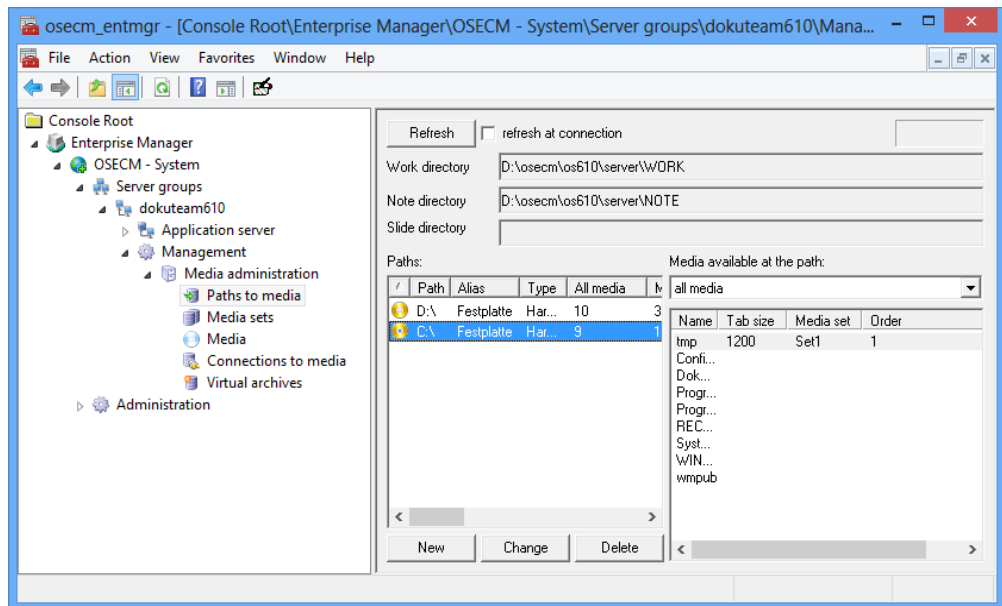 osecm_entmgr - [Console Root\Enterprise Manager\OSECM - System\Server groups\dokuteam610\Mana...
File Action View Favorites Window Help
Console Root
Enterprise Manager
OSECM - System
Server groups
dokuteam610
Application server
Management
Media administration
Paths to media
Media sets
Media
Connections to media
Virtual archives
Administration
Refresh refresh at connection
Work directory D:\osecm\os610\server\WORK
Note directory D:\osecm\os610\server\NOTE
Slide directory
Paths:
/ Path Alias Type All media
D:\ Festplatte Har... 10 3
C:\ Festplatte Har... 9 1
New Change Delete
Media available at the path:
all media
Name Tab size Media set Order
tmp 1200 Set1 1
Confi...
Dok...
Progr...
Progr...
REC...
Syst...
WIN...
wmpub